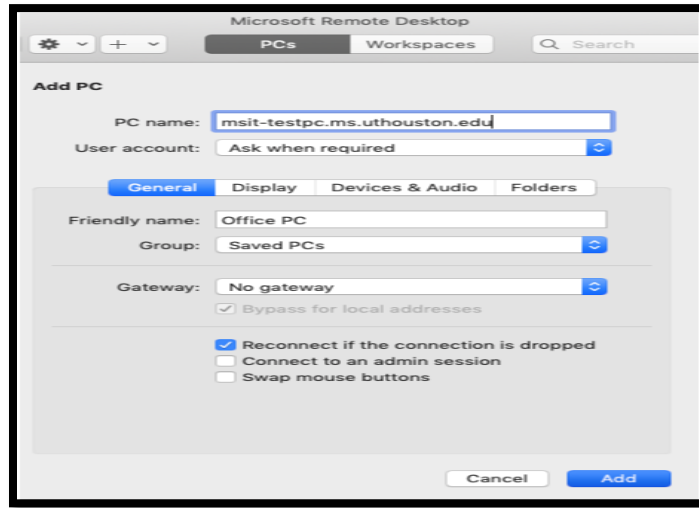 Microsoft Remote Desktop
PCs Workspaces Search
Add PC
PC name: msit-testpc.ms.uthouston.edu
User account: Ask when required
General Display Devices & Audio Folders
Friendly name: Office PC
Group: Saved PCs
Gateway: No gateway
Bypass for local addresses
Reconnect if the connection is dropped
Connect to an admin session
Swap mouse buttons
Cancel Add